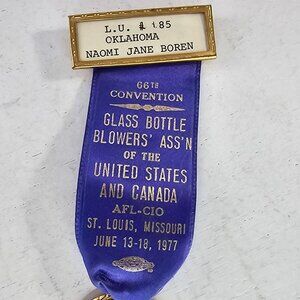 L.U. # 185
OKLAHOMA
NAOMI JANE BOREN
66TH
CONVENTION
GLASS BOTTLE
BLOWERS' ASS'N
OF THE
UNITED STATES
AND CANADA
AFL-CIO
ST. LOUIS, MISSOURI
JUNE 13-18, 1977